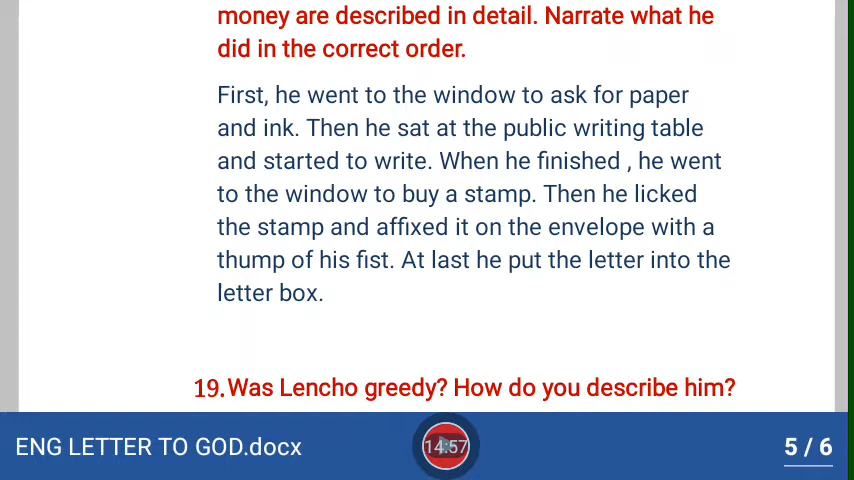 money are described in detail. Narrate what he
did in the correct order.
First, he went to the window to ask for paper
and ink. Then he sat at the public writing table
and started to write. When he finished , he went
to the window to buy a stamp. Then he licked
the stamp and affixed it on the envelope with a
thump of his fist. At last he put the letter into the
letter box.
19.Was Lencho greedy? How do you describe him?
ENG LETTER TO GOD.docx
14:57
5 / 6